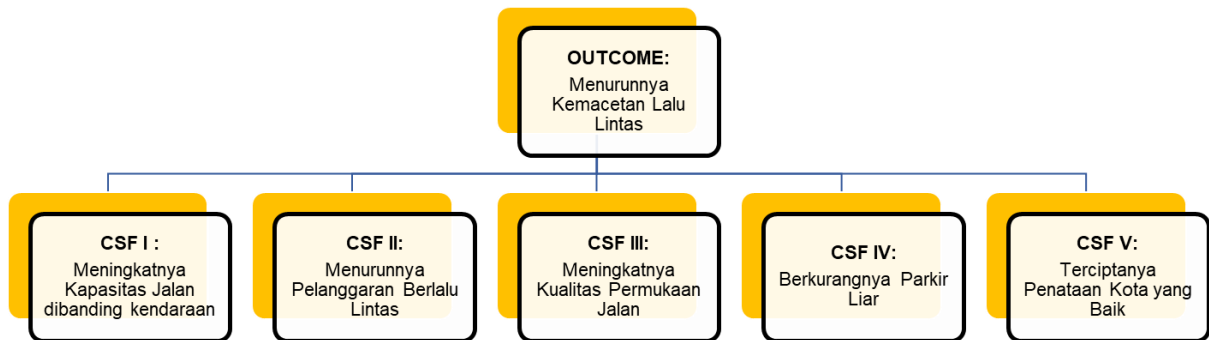 OUTCOME:
Menurunnya
Kemacetan Lalu
Lintas
CSF I :
Meningkatnya
Kapasitas Jalan
dibanding kendaraan
CSF II:
Menurunnya
Pelanggaran Berlalu
Lintas
CSF III:
Meningkatnya
Kualitas Permukaan
Jalan
CSF IV:
Berkurangnya Parkir
Liar
CSF V:
Terciptanya
Penataan Kota yang
Baik